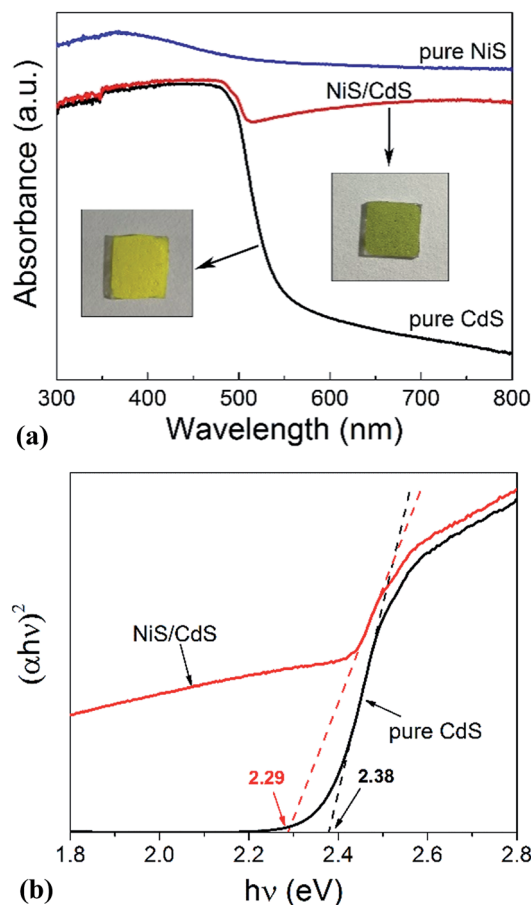 Absorbance (a.u.)
pure NiS
NiS/CdS
pure CdS
300 400 500 600 700 800
Wavelength (nm)
(a)
(αhν)²
NiS/CdS
pure CdS
2.29
2.38
1.8 2.0 2.2 2.4 2.6 2.8
hν (eV)
(b)